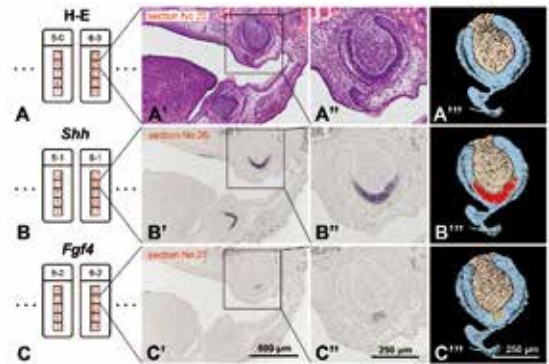 H-E
5-0 6-0
... ...
A
section No.25
A'
A''
A'''
Shh
5-1 6-1
... ...
B
section No.26
B'
B''
B'''
Fgf4
5-2 6-2
... ...
C
section No.27
C'
500 μm
C''
250 μm
C'''
250 μm